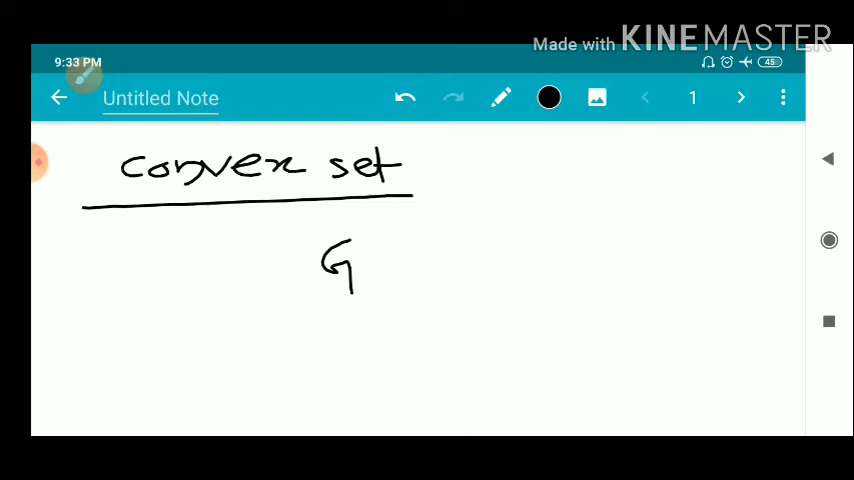 Made with KINEMASTER
9:33 PM 45
Untitled Note 1
convex set
G